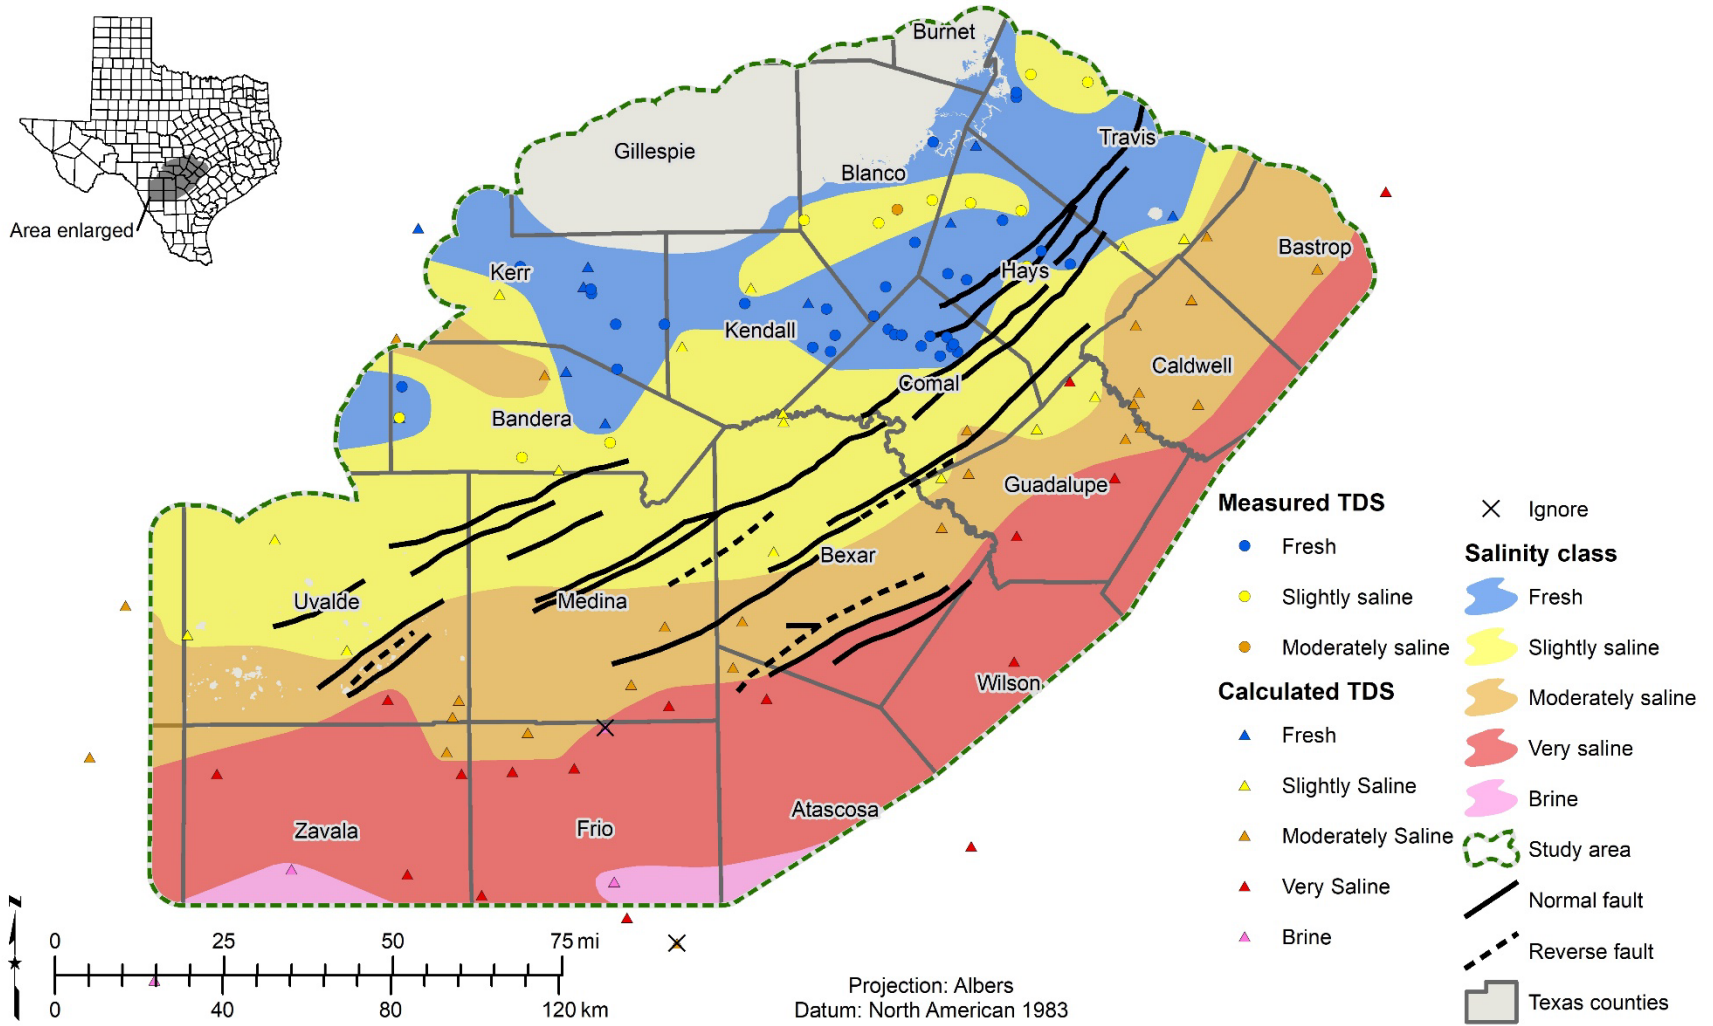 Area enlarged
Burnet
Travis
Gillespie
Blanco
Bastrop
Kerr
Hays
Kendall
Caldwell
Comal
Bandera
Guadalupe
Bexar
Uvalde
Medina
Wilson
Atascosa
Zavala
Frio
Measured TDS
Fresh
Slightly saline
Moderately saline
Calculated TDS
Fresh
Slightly Saline
Moderately Saline
Very Saline
Brine
Ignore
Salinity class
Fresh
Slightly saline
Moderately saline
Very saline
Brine
Study area
Normal fault
Reverse fault
Texas counties
N
0 25 50 75 mi
0 40 80 120 km
Projection: Albers
Datum: North American 1983